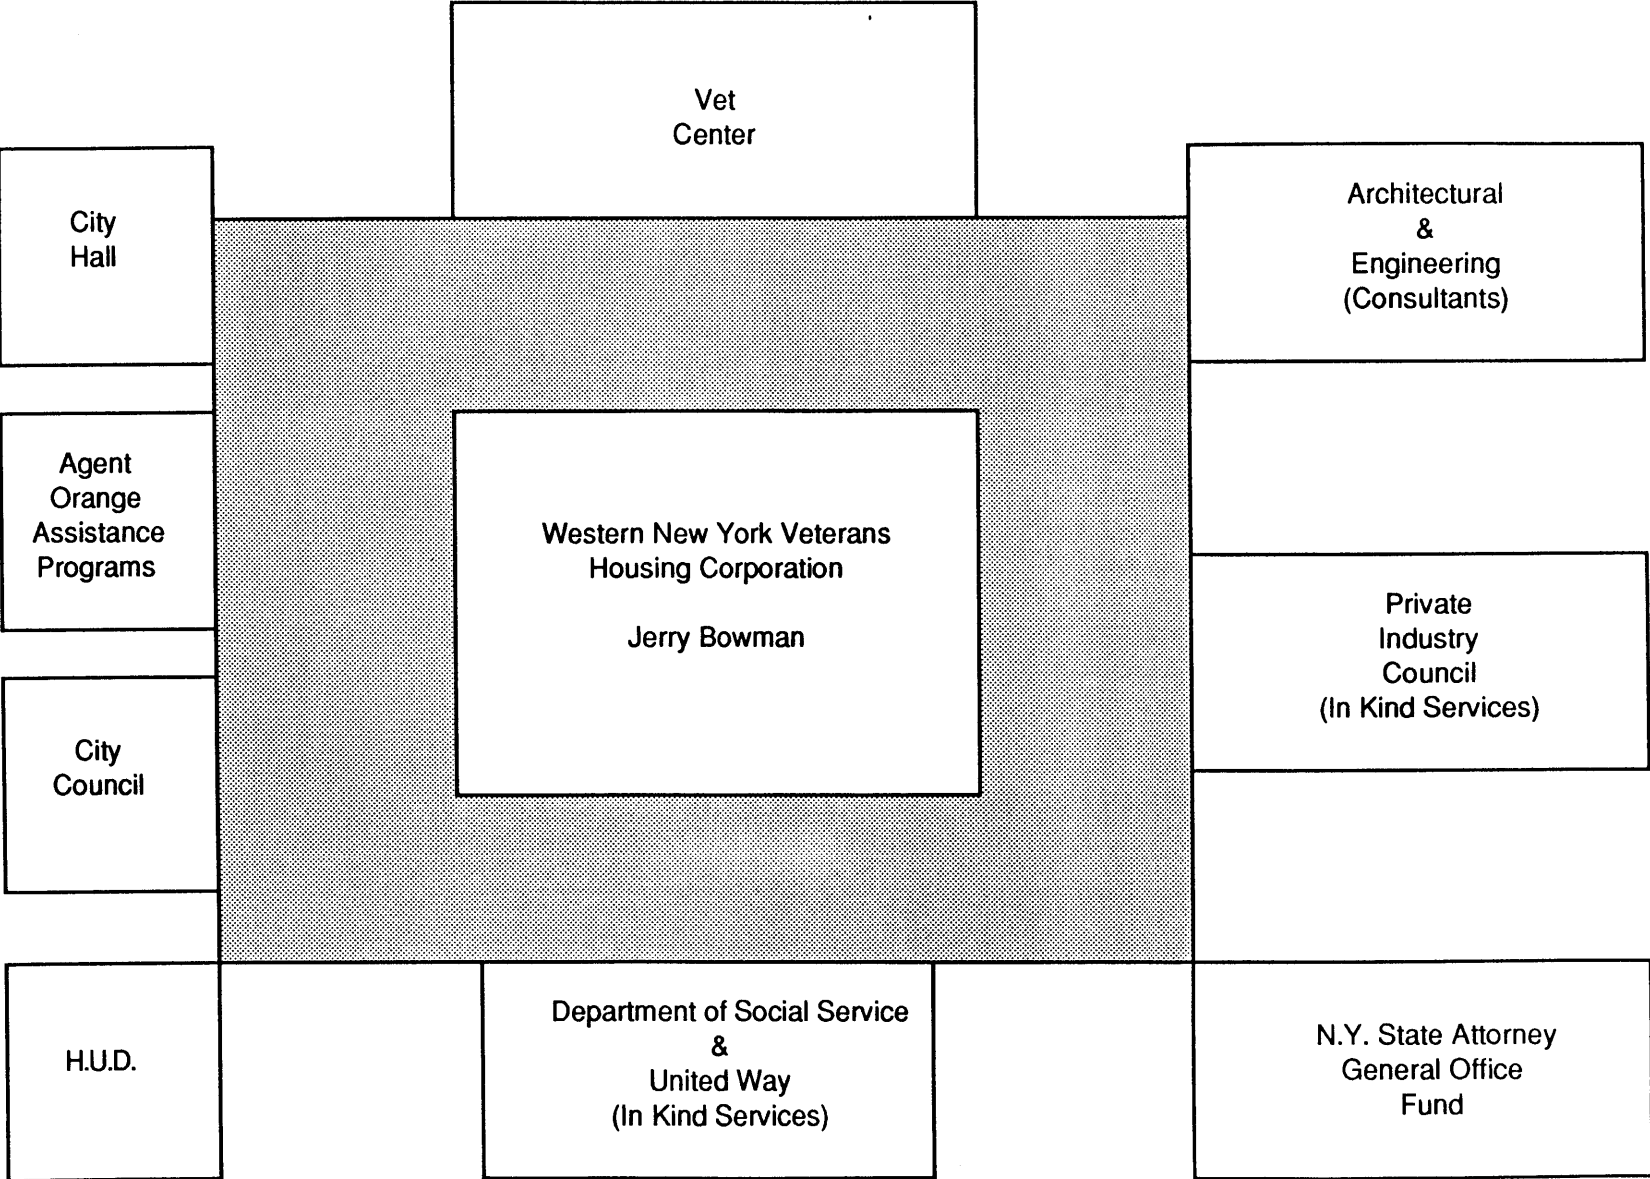 Vet
Center
City
Hall
Architectural
&
Engineering
(Consultants)
Agent
Orange
Assistance
Programs
Western New York Veterans
Housing Corporation
Jerry Bowman
Private
Industry
Council
(In Kind Services)
City
Council
H.U.D.
Department of Social Service
&
United Way
(In Kind Services)
N.Y. State Attorney
General Office
Fund